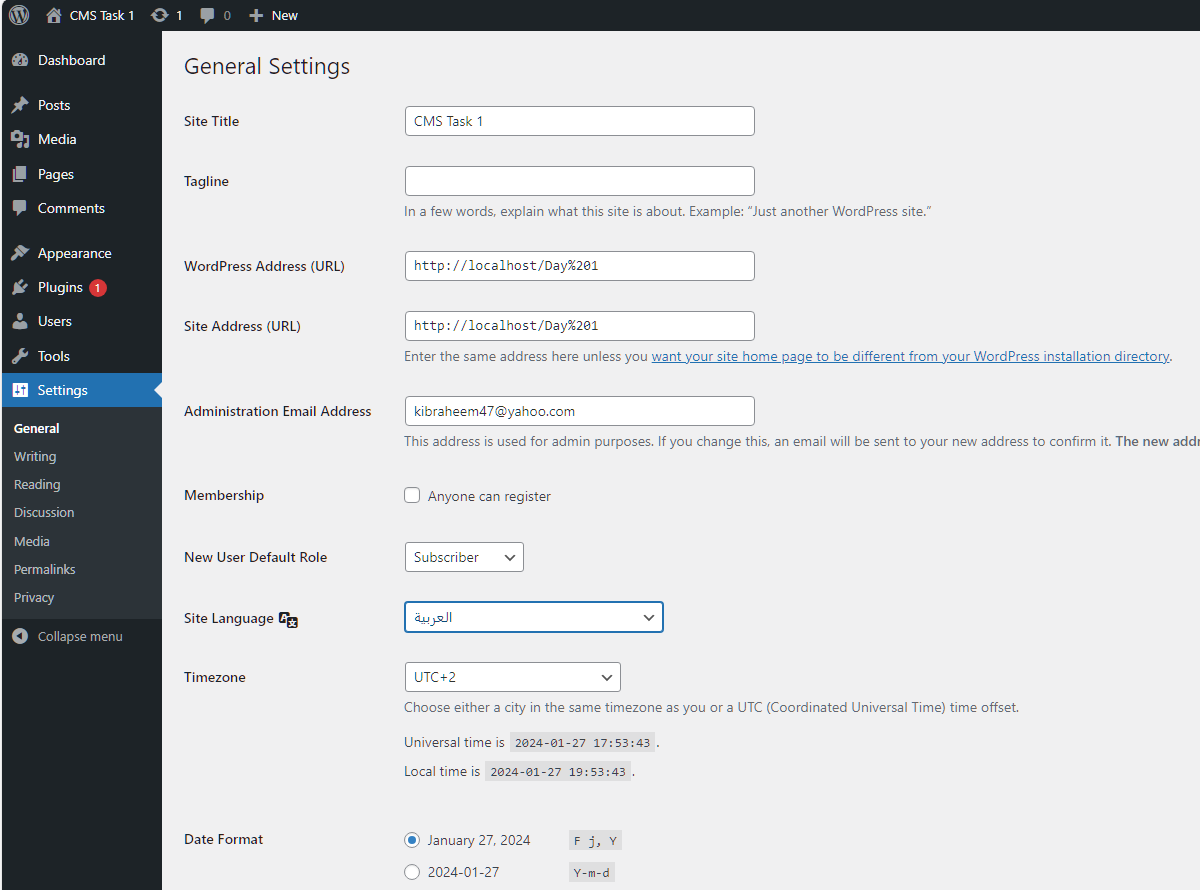 CMS Task 1 1 0 New
Dashboard
Posts
Media
Pages
Comments
Appearance
Plugins 1
Users
Tools
Settings
General
Writing
Reading
Discussion
Media
Permalinks
Privacy
Collapse menu
General Settings
Site Title CMS Task 1
Tagline
In a few words, explain what this site is about. Example: “Just another WordPress site.”
WordPress Address (URL) http://localhost/Day%201
Site Address (URL) http://localhost/Day%201
Enter the same address here unless you want your site home page to be different from your WordPress installation directory.
Administration Email Address kibraheem47@yahoo.com
This address is used for admin purposes. If you change this, an email will be sent to your new address to confirm it. The new addr
Membership Anyone can register
New User Default Role Subscriber
Site Language العربية
Timezone UTC+2
Choose either a city in the same timezone as you or a UTC (Coordinated Universal Time) time offset.
Universal time is 2024-01-27 17:53:43 .
Local time is 2024-01-27 19:53:43 .
Date Format January 27, 2024 F j, Y
2024-01-27 Y-m-d